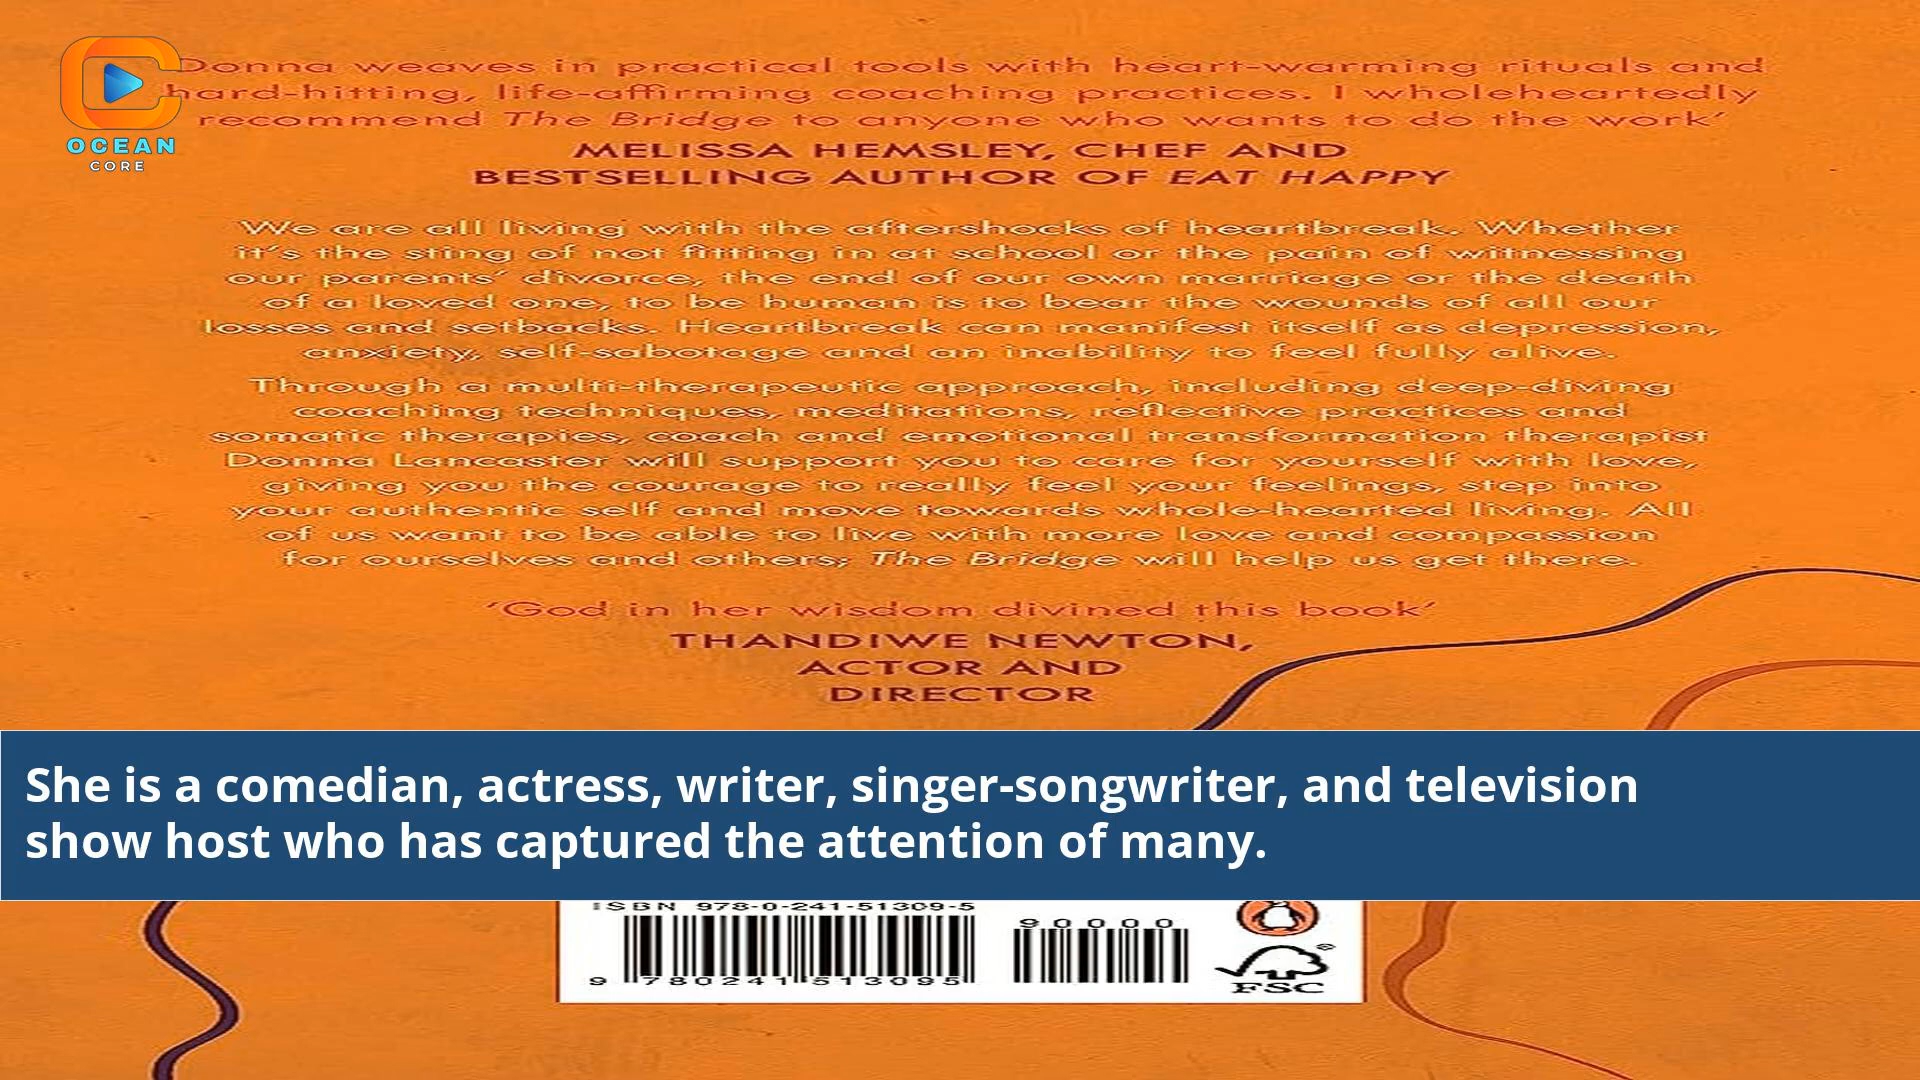 OCEAN
CORE
Donna weaves in practical tools with heart-warming rituals and
hard-hitting, life-affirming coaching practices. I wholeheartedly
recommend The Bridge to anyone who wants to do the work’
MELISSA HEMSLEY, CHEF AND
BESTSELLING AUTHOR OF EAT HAPPY
We are all living with the aftershocks of heartbreak. Whether
it’s the sting of not fitting in at school or the pain of witnessing
our parents’ divorce, the end of our own marriage or the death
of a loved one, to be human is to bear the wounds of all our
losses and setbacks. Heartbreak can manifest itself as depression,
anxiety, self-sabotage and an inability to feel fully alive.
Through a multi-therapeutic approach, including deep-diving
coaching techniques, meditations, reflective practices and
somatic therapies, coach and emotional transformation therapist
Donna Lancaster will support you to care for yourself with love,
giving you the courage to really feel your feelings, step into
your authentic self and move towards whole-hearted living. All
of us want to be able to live with more love and compassion
for ourselves and others; The Bridge will help us get there.
‘God in her wisdom divined this book’
THANDIWE NEWTON,
ACTOR AND
DIRECTOR
She is a comedian, actress, writer, singer-songwriter, and television
show host who has captured the attention of many.
ISBN 978-0-241-51309-5
90000
9 780241 513095
FSC